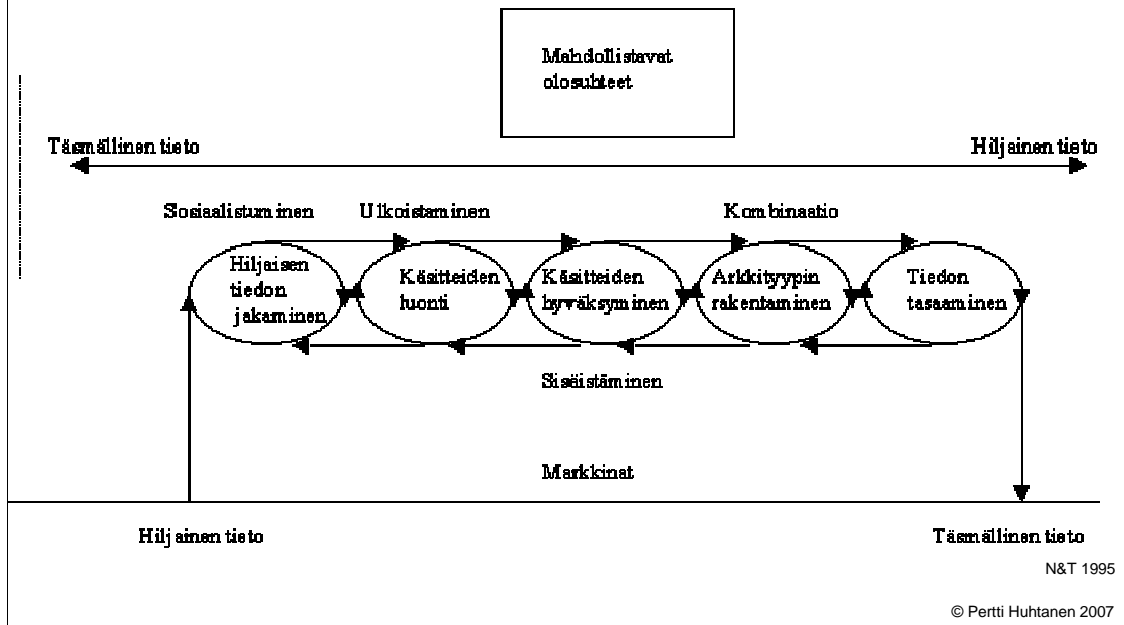 Mahdollistavat
olosuhteet
Täsmällinen tieto
Hiljainen tieto
Sosiaalistuminen
Ulkoistaminen
Kombinaatio
Hiljaisen
tiedon
jakaminen
Käsitteiden
luonti
Käsitteiden
hyväksyminen
Arkkityypin
rakentaminen
Tiedon
tasaaminen
Sisäistäminen
Markkinat
Hiljainen tieto
Täsmällinen tieto
N&T 1995
© Pertti Huhtanen 2007